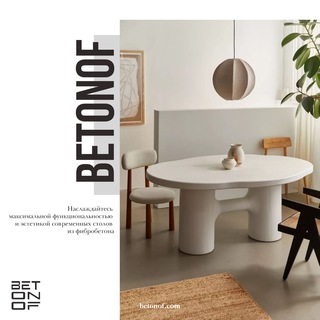 BETONOF
Наслаждайтесь
максимальной функциональностью
и эстетикой современных столов
из фибробетона
BET
ON
OF
betonof.com